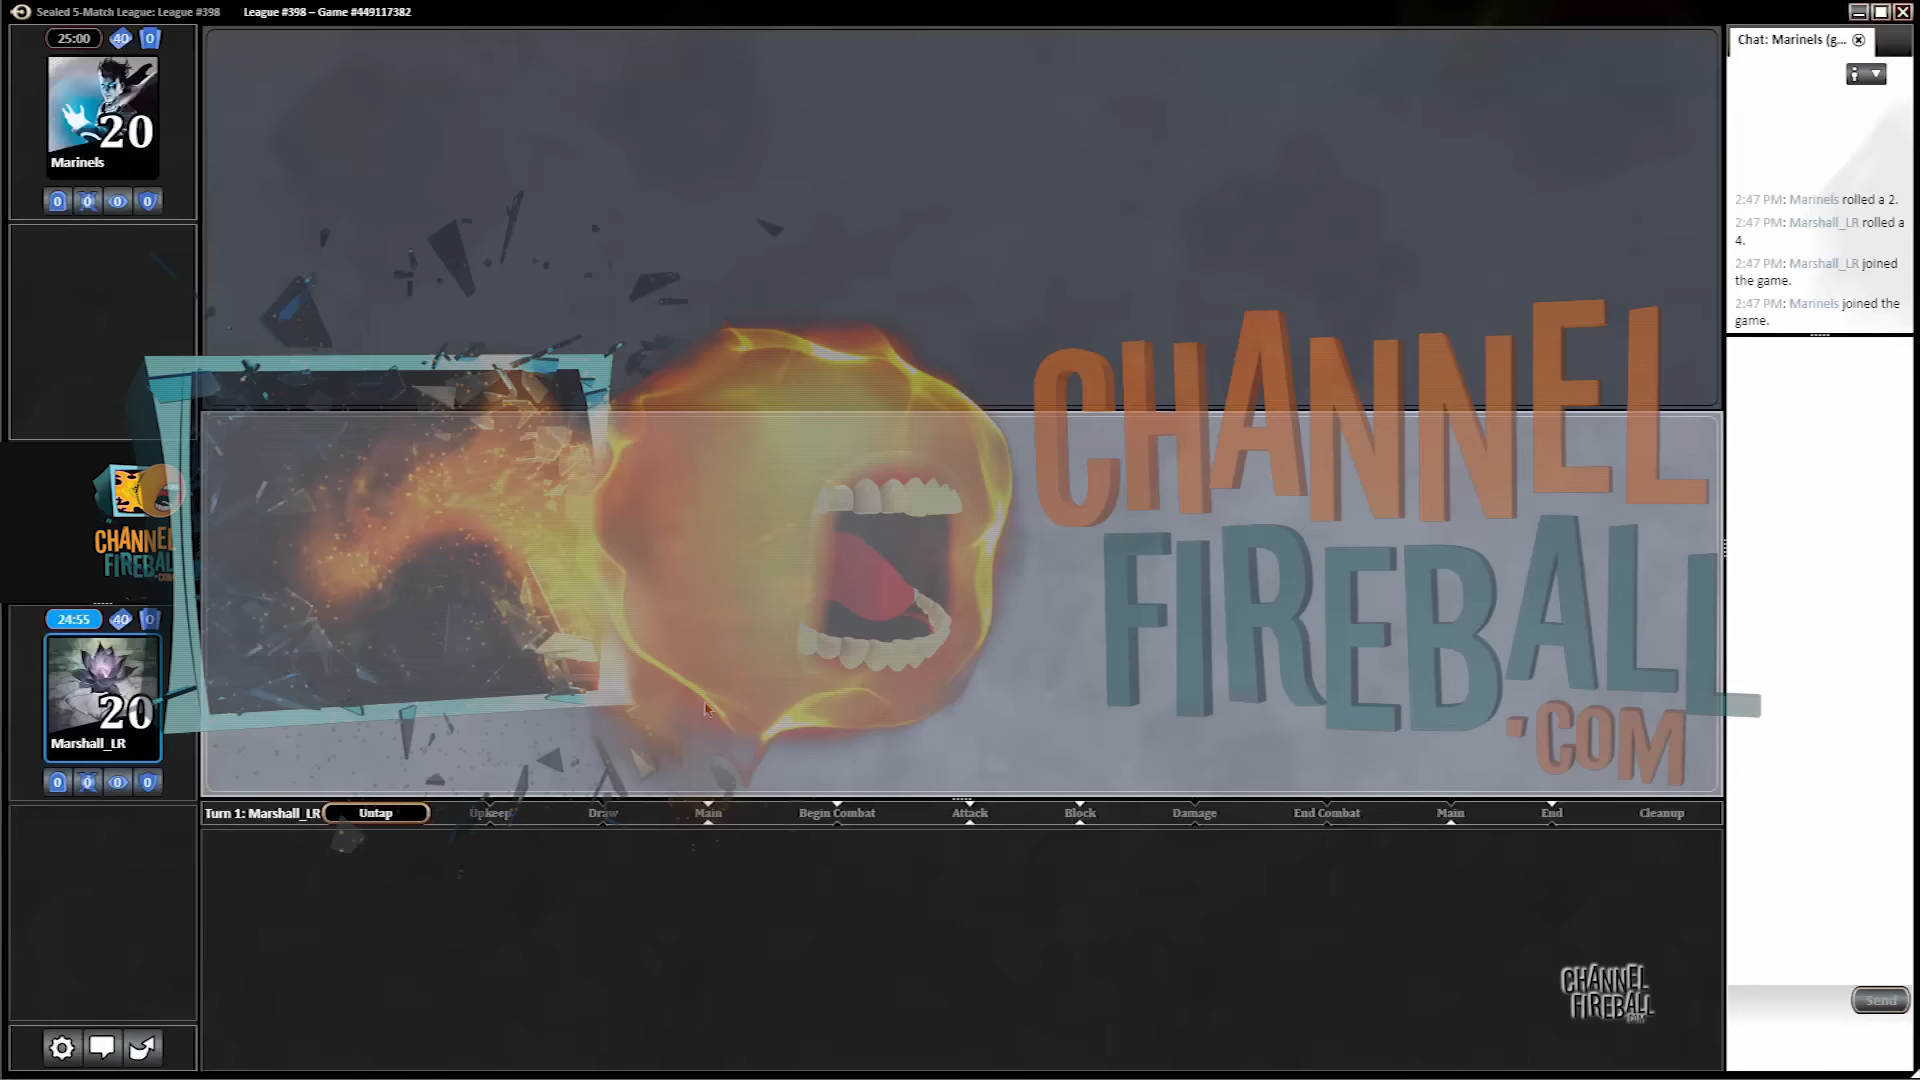 Sealed 5-Match League: League #398 League #398 – Game #449117382
25:00 40 0
20
Marinels
0 0 0 0
Chat: Marinels (g...
2:47 PM: Marinels rolled a 2.
2:47 PM: Marshall_LR rolled a
4.
2:47 PM: Marshall_LR joined
the game.
2:47 PM: Marinels joined the
game.
CHANNEL
FIREBALL
.COM
CHANNEL
FIREBALL
.COM
24:55 40 0
20
Marshall_LR
0 0 0 0
Turn 1: Marshall_LR Untap Upkeep Draw Main Begin Combat Attack Block Damage End Combat Main End Cleanup
CHANNEL
FIREBALL
.COM
Send